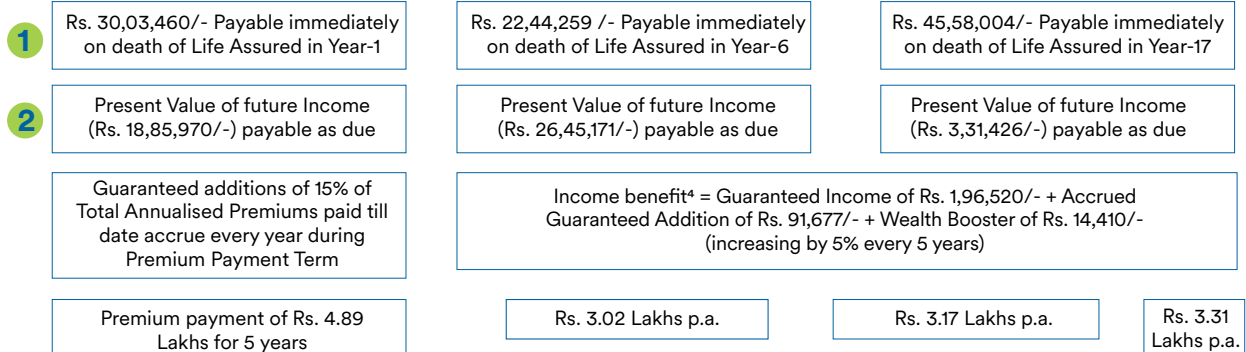 1
Rs. 30,03,460/- Payable immediately
on death of Life Assured in Year-1
Rs. 22,44,259 /- Payable immediately
on death of Life Assured in Year-6
Rs. 45,58,004/- Payable immediately
on death of Life Assured in Year-17
2
Present Value of future Income
(Rs. 18,85,970/-) payable as due
Present Value of future Income
(Rs. 26,45,171/-) payable as due
Present Value of future Income
(Rs. 3,31,426/-) payable as due
Guaranteed additions of 15% of
Total Annualised Premiums paid till
date accrue every year during
Premium Payment Term
Income benefit⁴ = Guaranteed Income of Rs. 1,96,520/- + Accrued
Guaranteed Addition of Rs. 91,677/- + Wealth Booster of Rs. 14,410/-
(increasing by 5% every 5 years)
Premium payment of Rs. 4.89
Lakhs for 5 years
Rs. 3.02 Lakhs p.a.
Rs. 3.17 Lakhs p.a.
Rs. 3.31
Lakhs p.a.